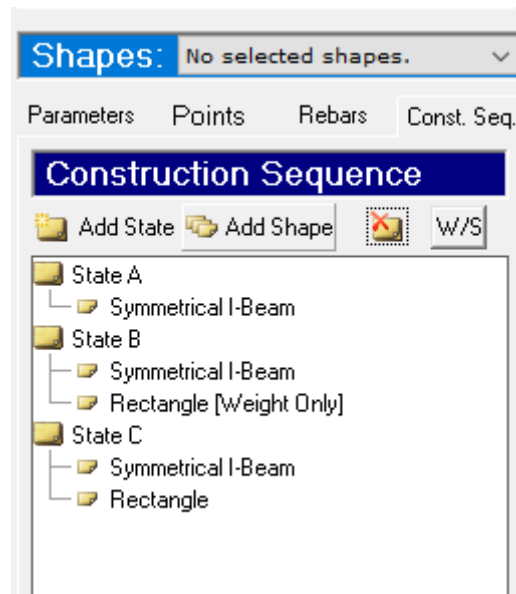 Shapes: No selected shapes.
Parameters Points Rebars Const. Seq.
Construction Sequence
Add State Add Shape W/S
State A
Symmetrical I-Beam
State B
Symmetrical I-Beam
Rectangle [Weight Only]
State C
Symmetrical I-Beam
Rectangle